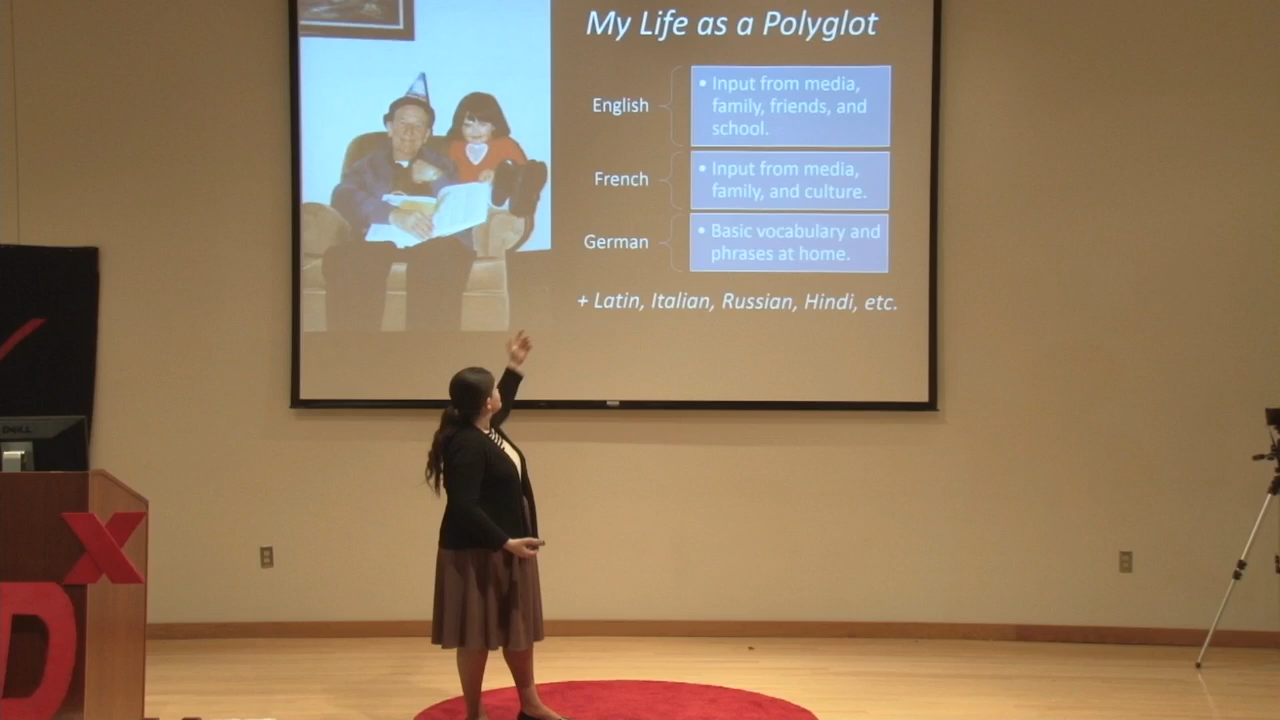 My Life as a Polyglot
English
• Input from media,
family, friends, and
school.
French
• Input from media,
family, and culture.
German
• Basic vocabulary and
phrases at home.
+ Latin, Italian, Russian, Hindi, etc.
DELL
x
D